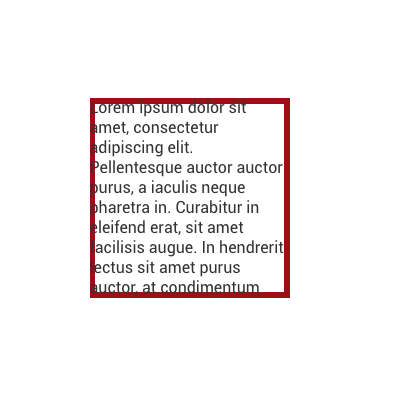 Lorem ipsum dolor sit
amet, consectetur
adipiscing elit.
Pellentesque auctor auctor
purus, a iaculis neque
pharetra in. Curabitur in
eleifend erat, sit amet
facilisis augue. In hendrerit
lectus sit amet purus
auctor, at condimentum